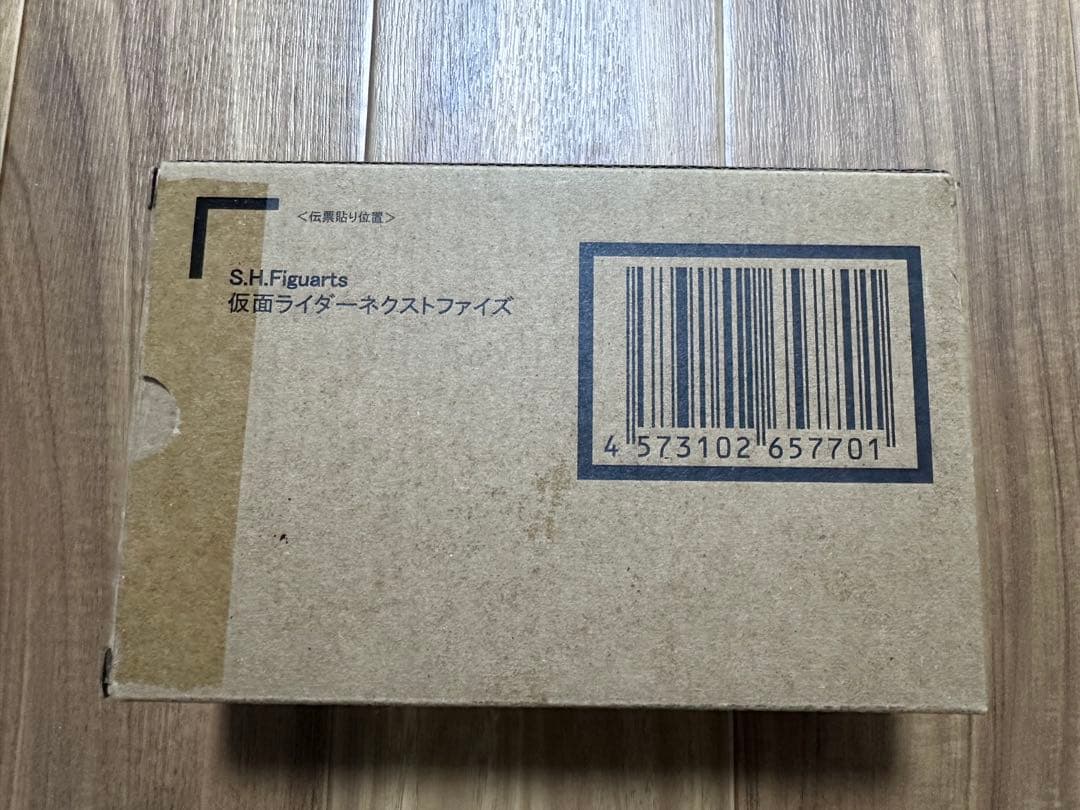 ＜伝票貼り位置＞
S.H.Figuarts
仮面ライダーネクストファイズ
4 573102 657701